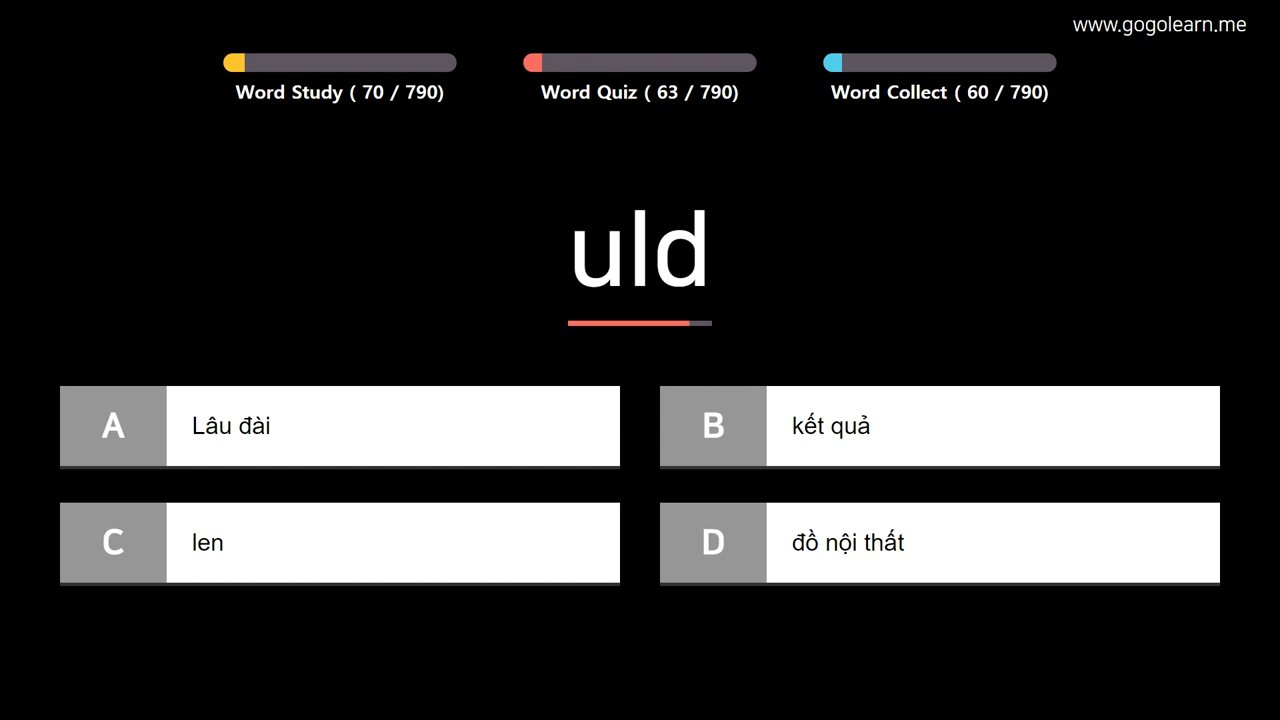 www.gogolearn.me
Word Study ( 70 / 790)
Word Quiz ( 63 / 790)
Word Collect ( 60 / 790)
uld
A Lâu đài
B kết quả
C len
D đồ nội thất